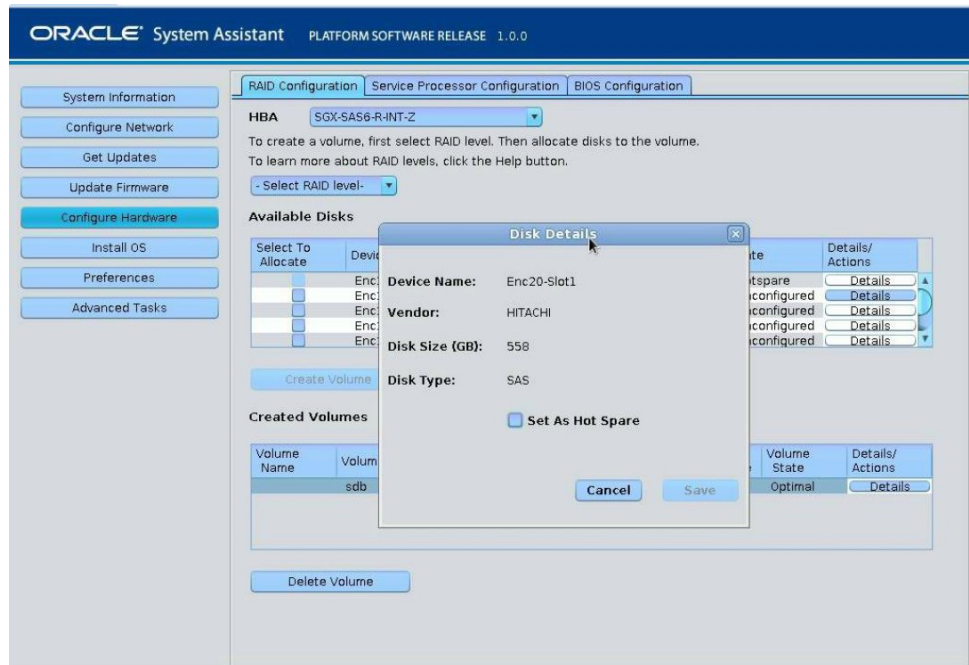 ORACLE® System Assistant PLATFORM SOFTWARE RELEASE 1.0.0
System Information
Configure Network
Get Updates
Update Firmware
Configure Hardware
Install OS
Preferences
Advanced Tasks
RAID Configuration Service Processor Configuration BIOS Configuration
HBA SGX-SAS6-R-INT-Z
To create a volume, first select RAID level. Then allocate disks to the volume.
To learn more about RAID levels, click the Help button.
- Select RAID level-
Available Disks
Select To
Allocate
Details/
Actions
Details
Details
Details
Details
Details
Create Volume
Created Volumes
Volume
Name
Volume
State
Details/
Actions
sdb Optimal Details
Delete Volume
Disk Details
Device Name: Enc20-Slot1
Vendor: HITACHI
Disk Size (GB): 558
Disk Type: SAS
Set As Hot Spare
Cancel Save